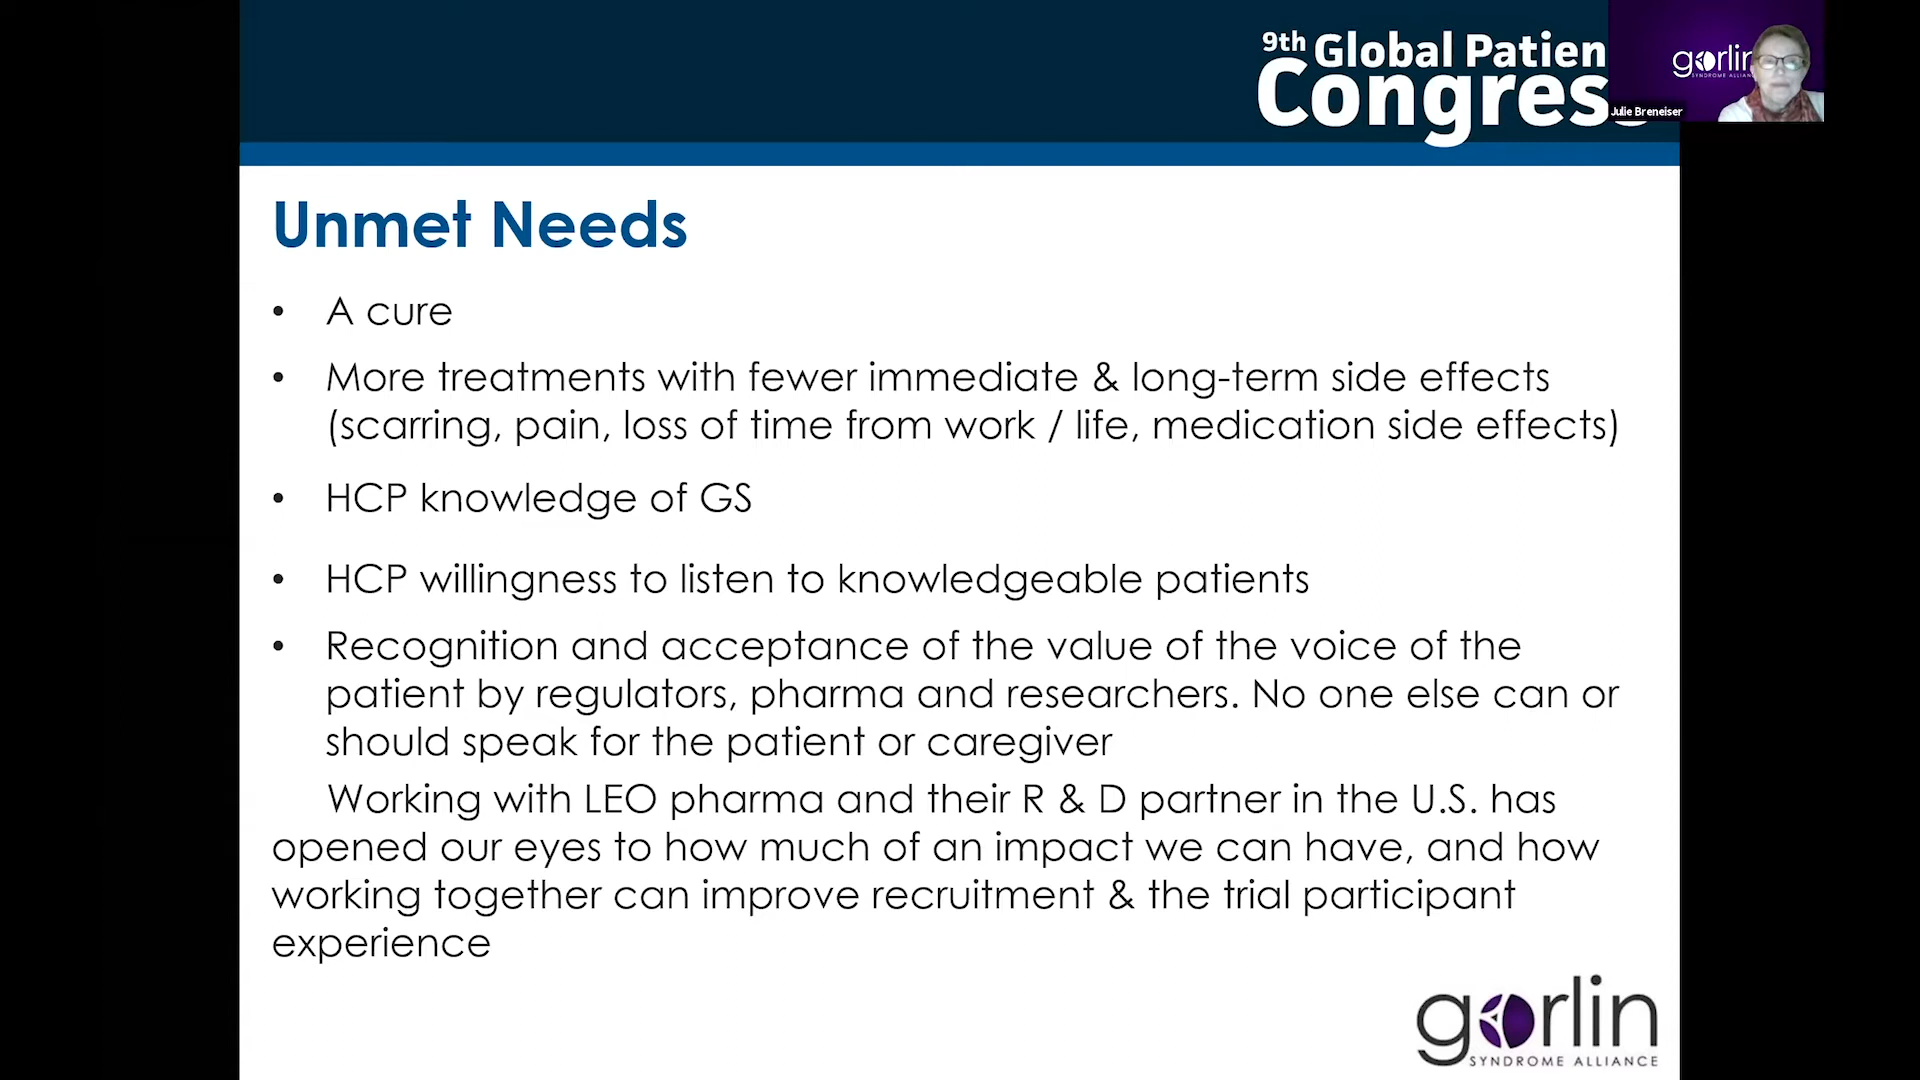 9th Global Patien
Congres
gorlin
SYNDROME ALLIAN
Julie Breneiser
Unmet Needs
• A cure
• More treatments with fewer immediate & long-term side effects
(scarring, pain, loss of time from work / life, medication side effects)
• HCP knowledge of GS
• HCP willingness to listen to knowledgeable patients
• Recognition and acceptance of the value of the voice of the
patient by regulators, pharma and researchers. No one else can or
should speak for the patient or caregiver
Working with LEO pharma and their R & D partner in the U.S. has
opened our eyes to how much of an impact we can have, and how
working together can improve recruitment & the trial participant
experience
gorlin
SYNDROME ALLIANCE